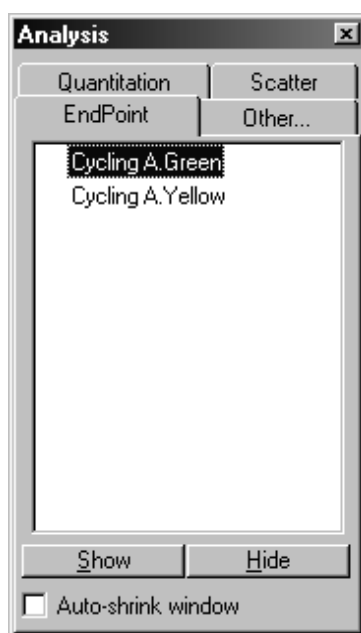 Analysis
Quantitation Scatter
EndPoint Other...
Cycling A.Green
Cycling A.Yellow
Show Hide
Auto-shrink window